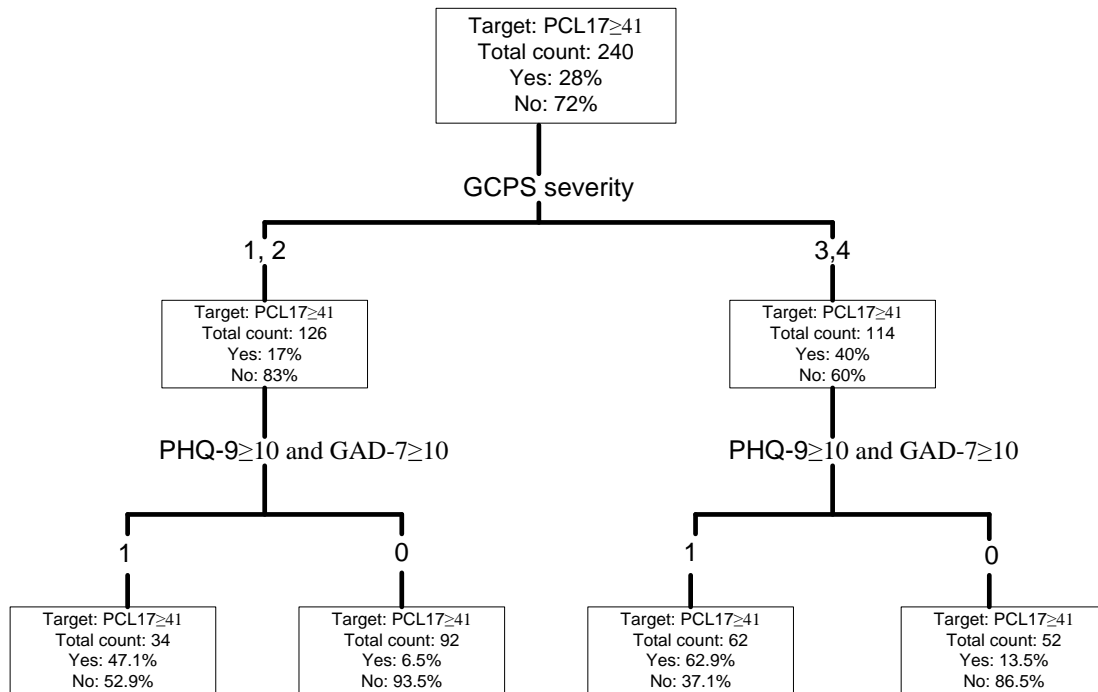 Target: PCL17≥41
Total count: 240
Yes: 28%
No: 72%
GCPS severity
1, 2
3,4
Target: PCL17≥41
Total count: 126
Yes: 17%
No: 83%
Target: PCL17≥41
Total count: 114
Yes: 40%
No: 60%
PHQ-9≥10 and GAD-7≥10
PHQ-9≥10 and GAD-7≥10
1
0
1
0
Target: PCL17≥41
Total count: 34
Yes: 47.1%
No: 52.9%
Target: PCL17≥41
Total count: 92
Yes: 6.5%
No: 93.5%
Target: PCL17≥41
Total count: 62
Yes: 62.9%
No: 37.1%
Target: PCL17≥41
Total count: 52
Yes: 13.5%
No: 86.5%